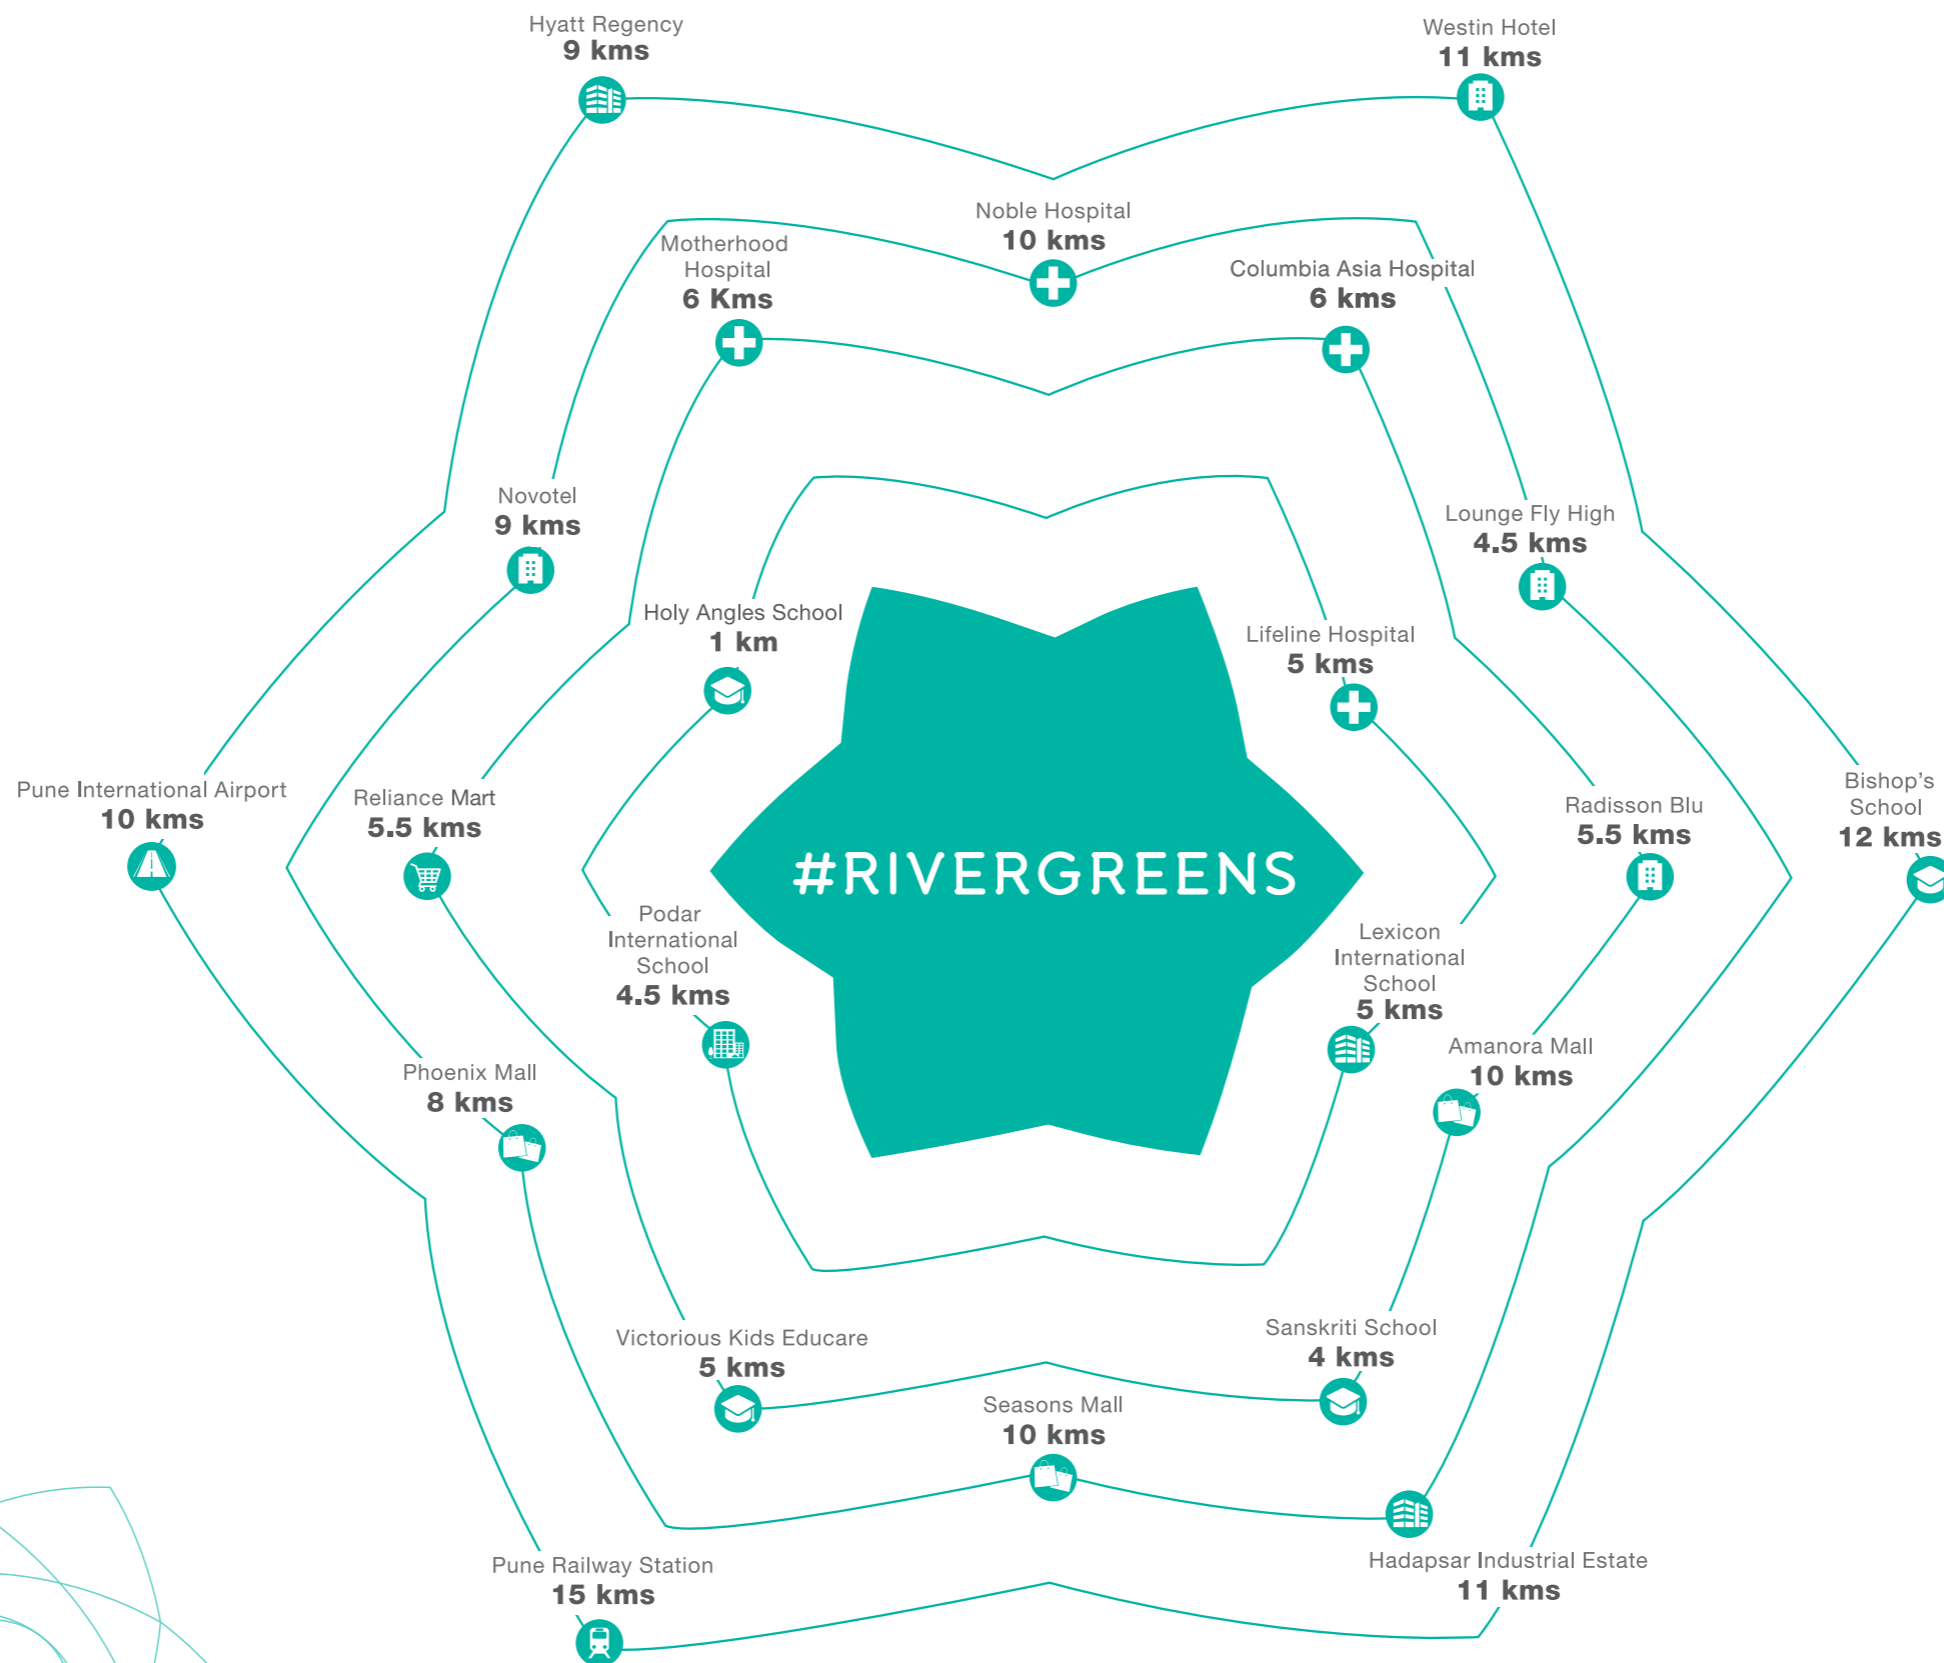 Hyatt Regency
9 kms
Westin Hotel
11 kms
Noble Hospital
10 kms
Motherhood
Hospital
6 Kms
Columbia Asia Hospital
6 kms
Novotel
9 kms
Lounge Fly High
4.5 kms
Holy Angles School
1 km
Lifeline Hospital
5 kms
Pune International Airport
10 kms
Reliance Mart
5.5 kms
Radisson Blu
5.5 kms
Bishop's
School
12 kms
#RIVERGREENS
Podar
International
School
4.5 kms
Lexicon
International
School
5 kms
Phoenix Mall
8 kms
Amanora Mall
10 kms
Victorious Kids Educare
5 kms
Sanskriti School
4 kms
Seasons Mall
10 kms
Pune Railway Station
15 kms
Hadapsar Industrial Estate
11 kms